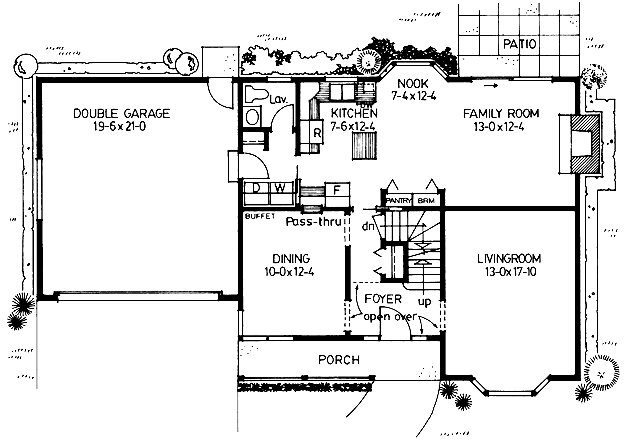 PATIO
DOUBLE GARAGE
19-6 x 21-0
Lav.
KITCHEN
7-6 x 12-4
NOOK
7-4 x 12-4
FAMILY ROOM
13-0 x 12-4
R
D
W
F
PANTRY
BRM
BUFFET
Pass-thru
dn
DINING
10-0 x 12-4
LIVINGROOM
13-0 x 17-10
FOYER
open over
up
PORCH